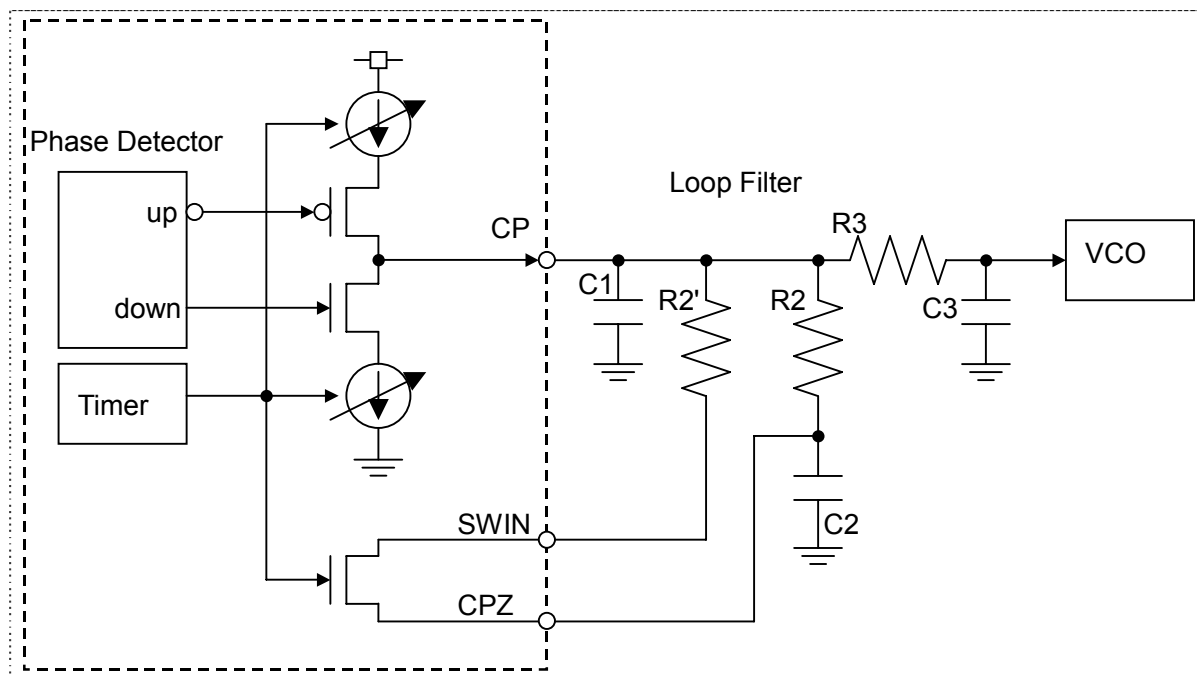 Phase Detector
up
down
Timer
CP
SWIN
CPZ
Loop Filter
C1
R2'
R2
R3
C3
C2
VCO